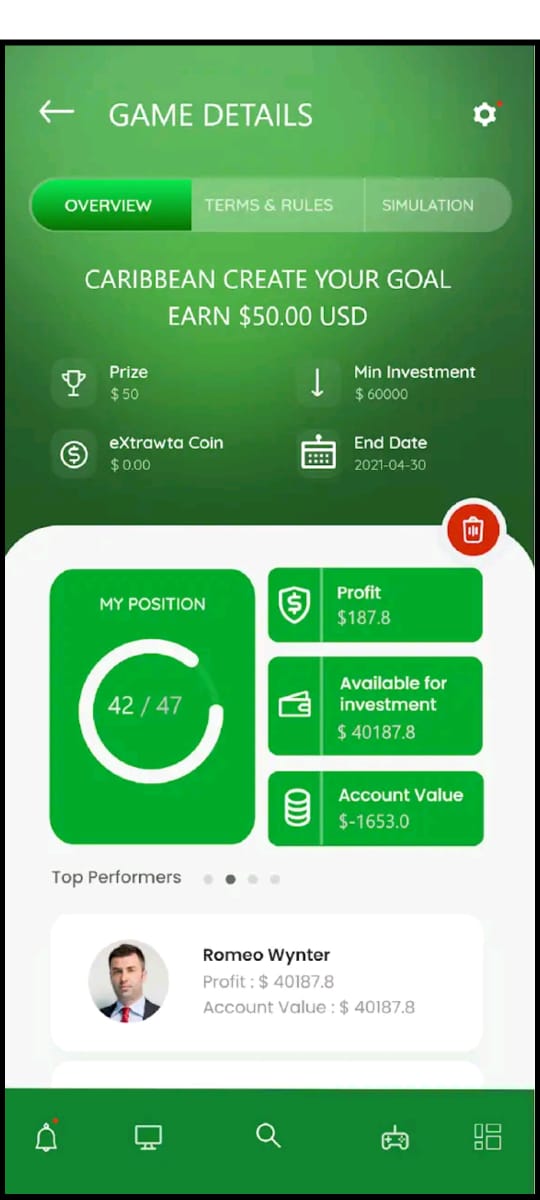 GAME DETAILS
OVERVIEW
TERMS & RULES
SIMULATION
CARIBBEAN CREATE YOUR GOAL
EARN $50.00 USD
Prize
$ 50
Min Investment
$ 60000
eXtrawta Coin
$ 0.00
End Date
2021-04-30
MY POSITION
42 / 47
Profit
$187.8
Available for
investment
$ 40187.8
Account Value
$-1653.0
Top Performers
Romeo Wynter
Profit : $ 40187.8
Account Value : $ 40187.8